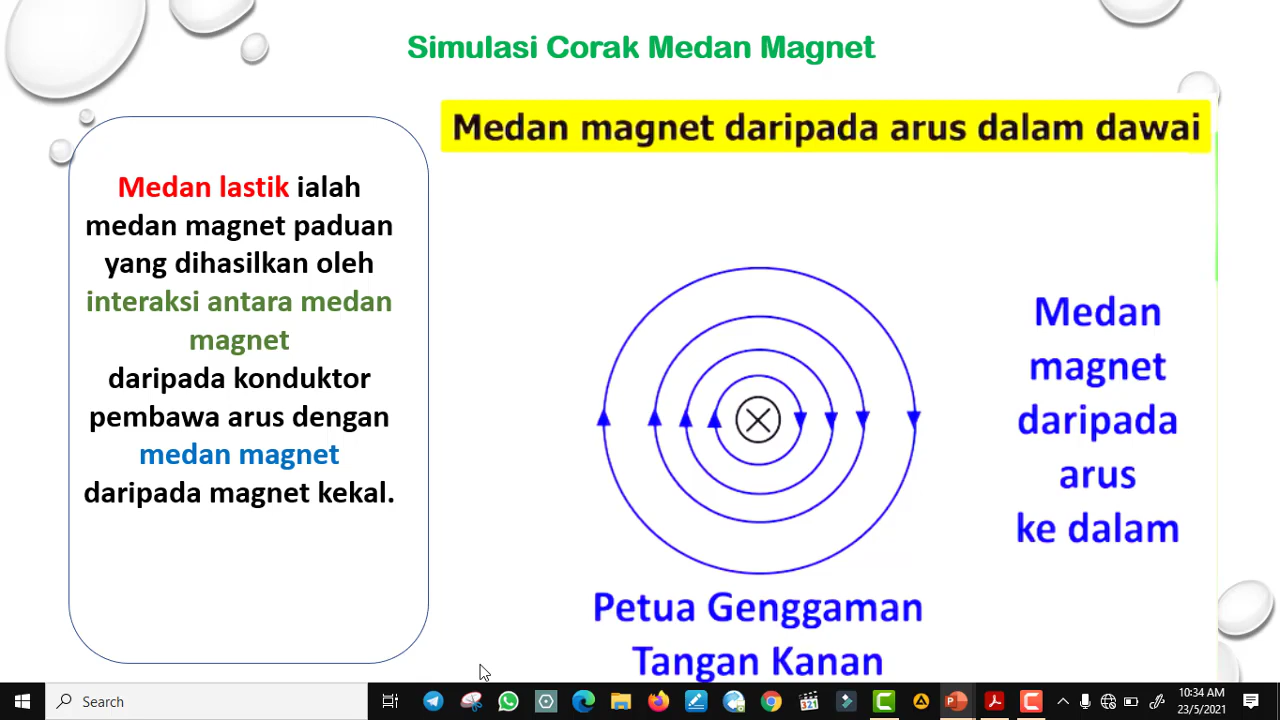 Simulasi Corak Medan Magnet
Medan magnet daripada arus dalam dawai
Medan lastik ialah
medan magnet paduan
yang dihasilkan oleh
interaksi antara medan
magnet
daripada konduktor
pembawa arus dengan
medan magnet
daripada magnet kekal.
Medan
magnet
daripada
arus
ke dalam
Petua Genggaman
Tangan Kanan
Search
321
10:34 AM
23/5/2021